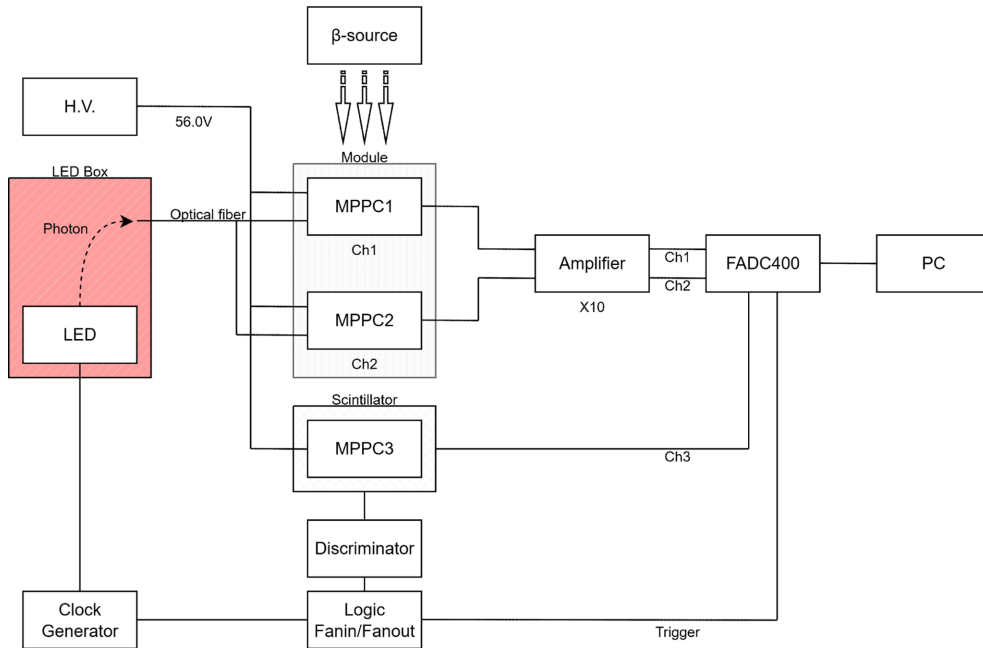 β-source
H.V.
56.0V
Module
LED Box
MPPC1
Optical fiber
Photon
Ch1
Amplifier
Ch1
FADC400
PC
Ch2
X10
MPPC2
LED
Ch2
Scintillator
MPPC3
Ch3
Discriminator
Clock
Generator
Logic
Fanin/Fanout
Trigger